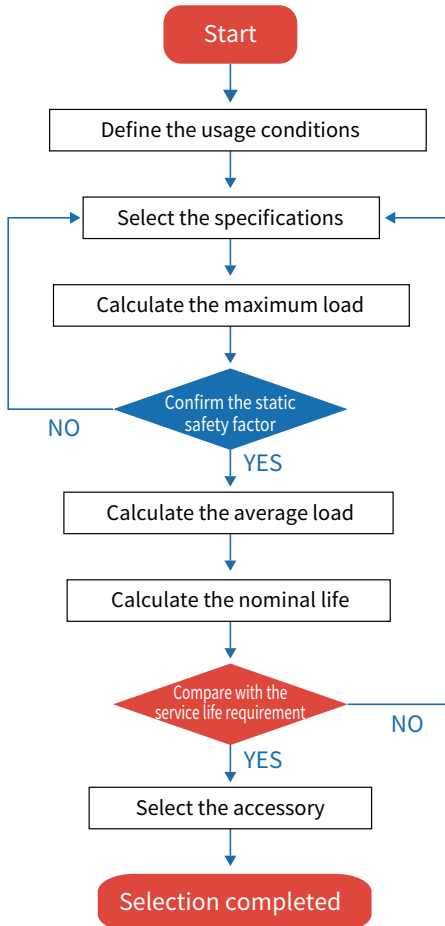 Start
Define the usage conditions
Select the specifications
Calculate the maximum load
Confirm the static
safety factor
NO
YES
Calculate the average load
Calculate the nominal life
Compare with the
service life requirement
NO
YES
Select the accessory
Selection completed